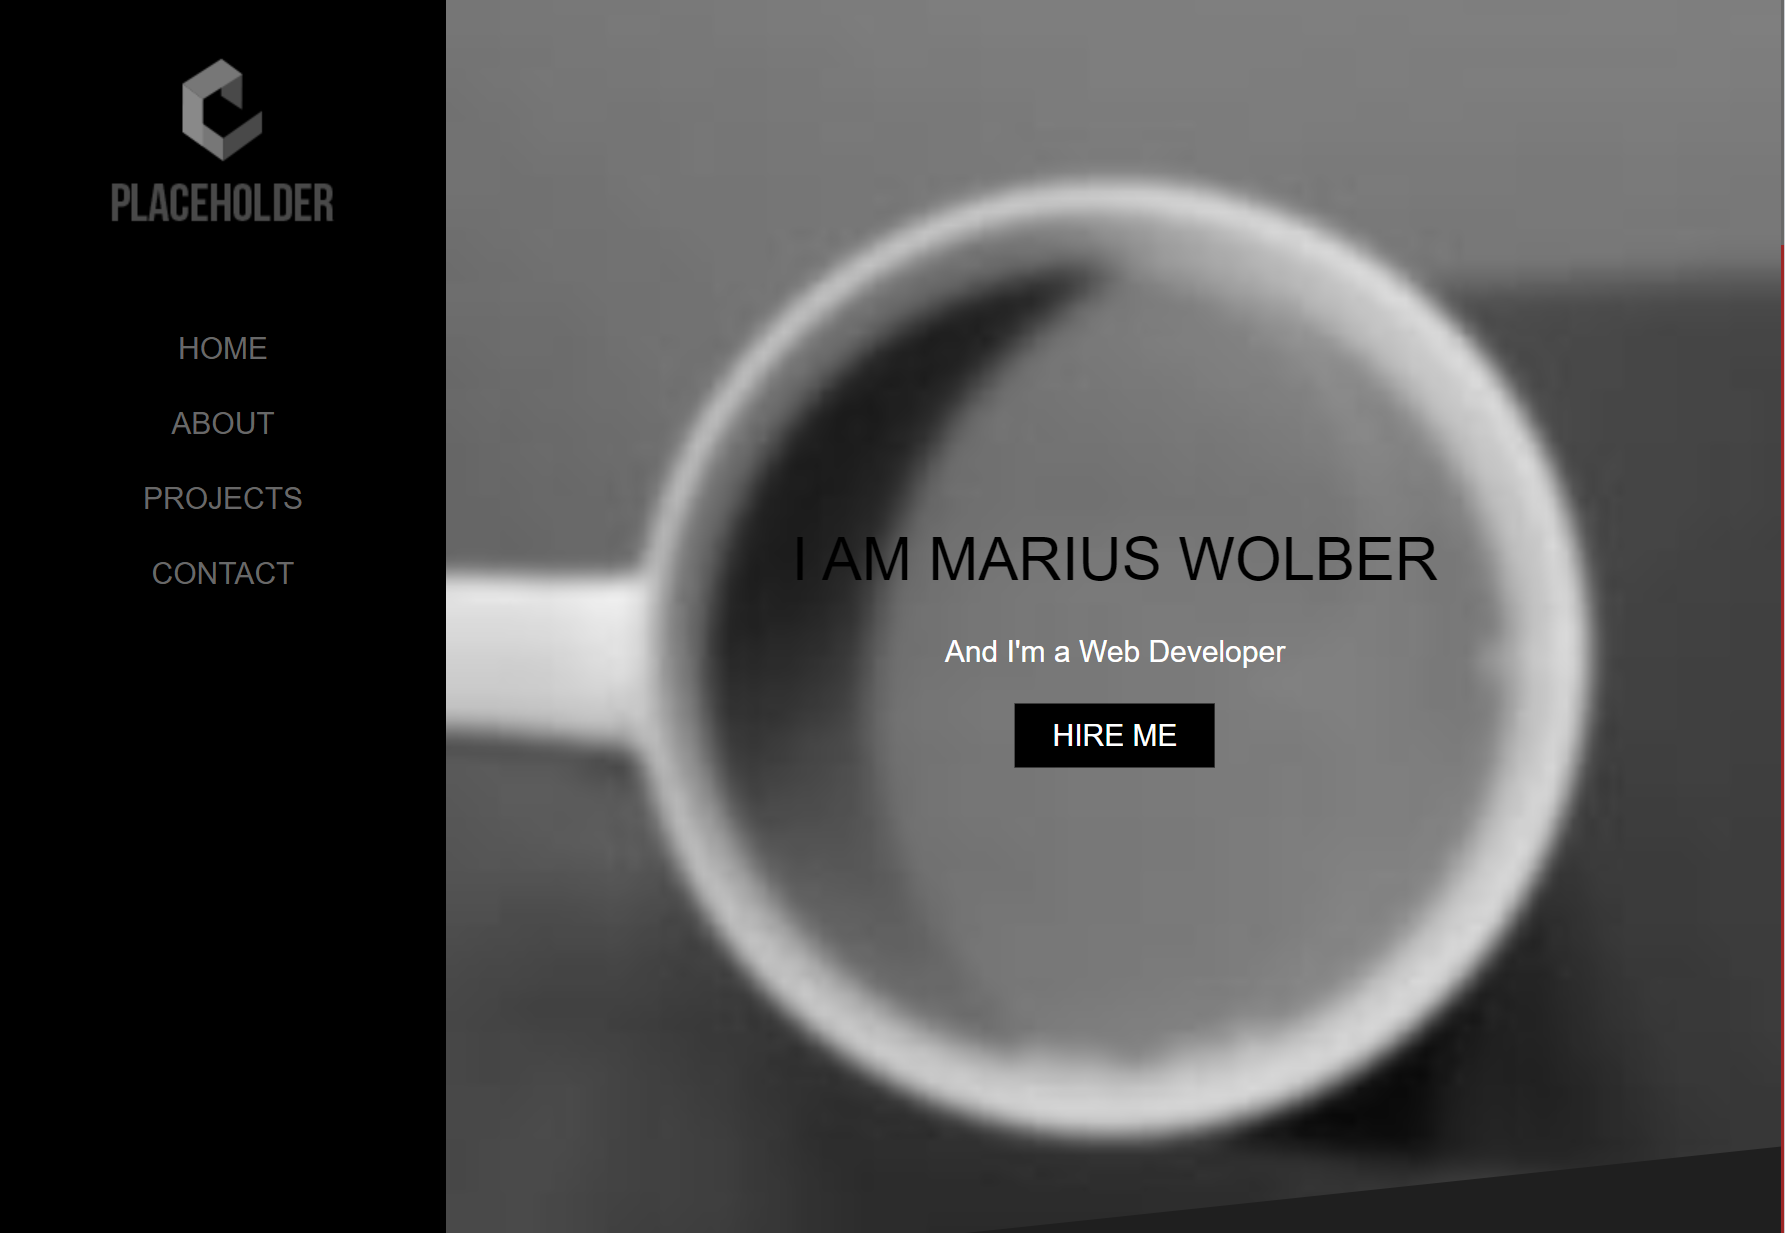 PLACEHOLDER
HOME
ABOUT
PROJECTS
CONTACT
I AM MARIUS WOLBER
And I'm a Web Developer
HIRE ME